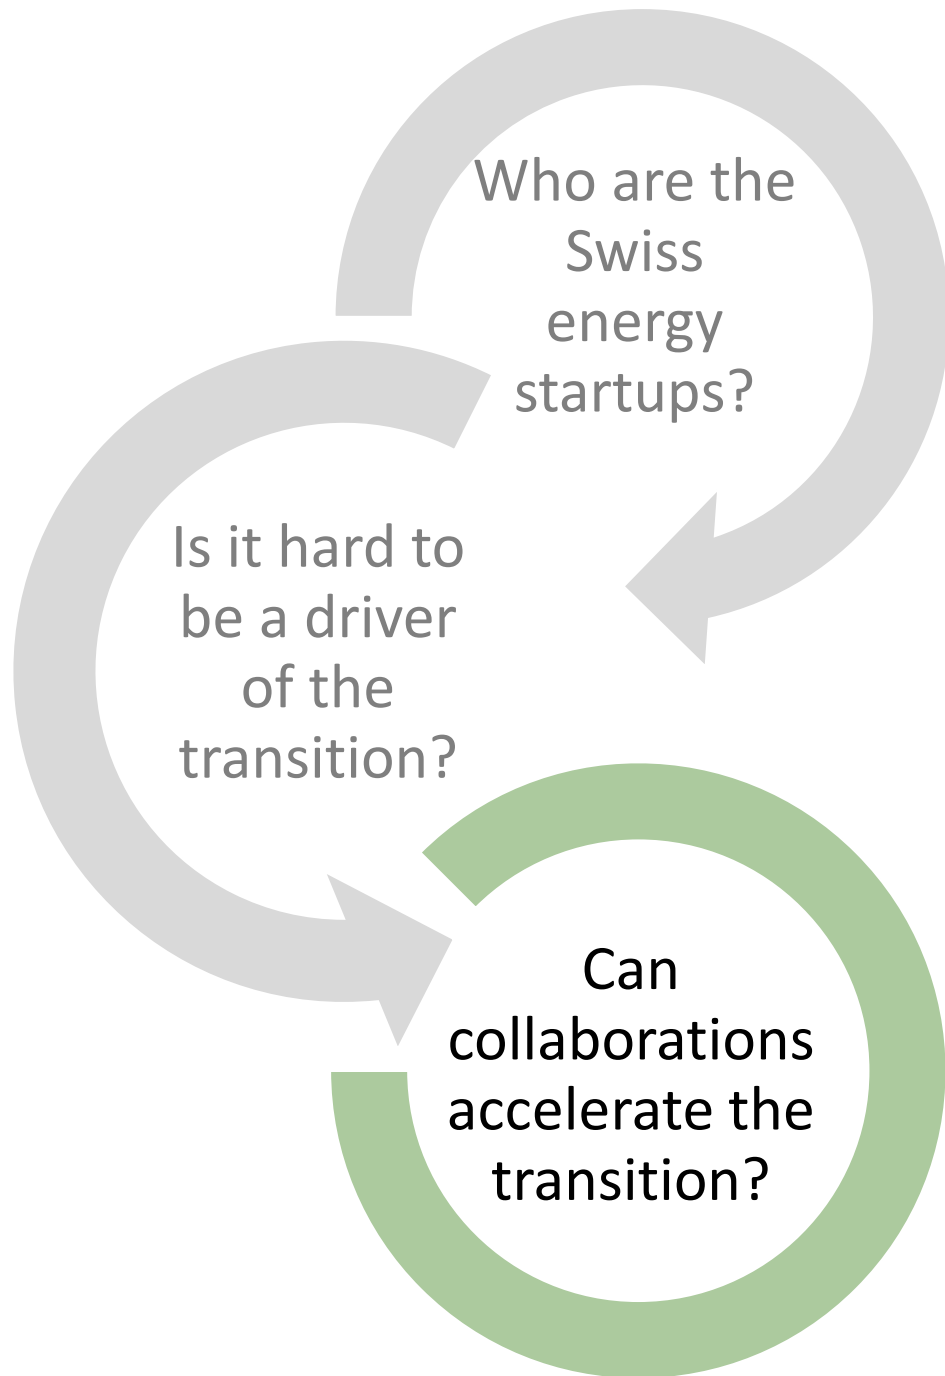 Who are the
Swiss
energy
startups?
Is it hard to
be a driver
of the
transition?
Can
collaborations
accelerate the
transition?